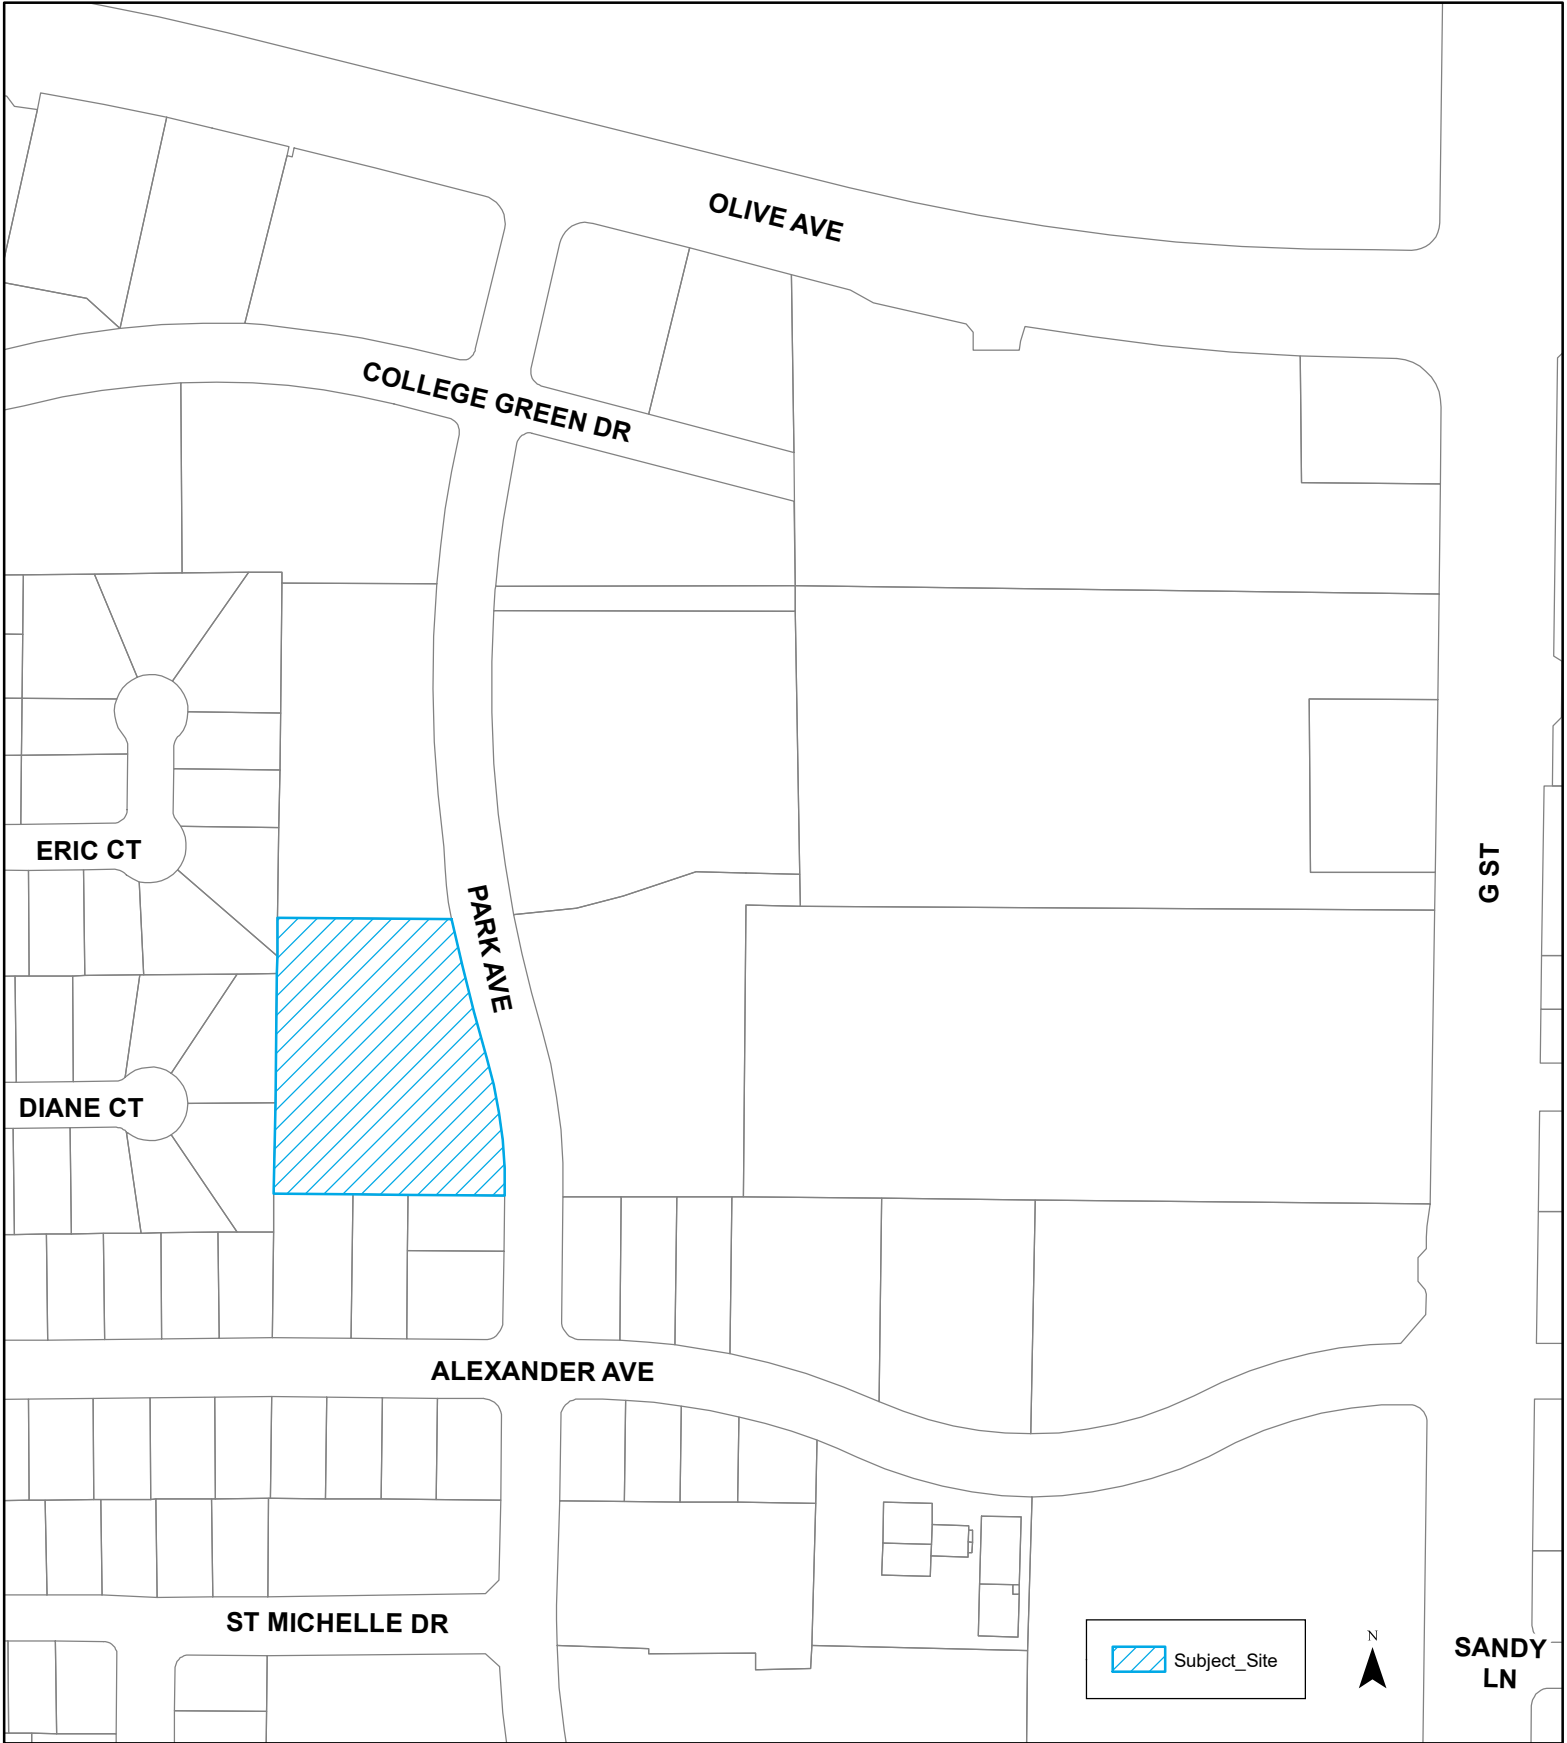 OLIVE AVE
COLLEGE GREEN DR
ERIC CT
G ST
PARK AVE
DIANE CT
ALEXANDER AVE
ST MICHELLE DR
Subject_Site
N
SANDY
LN